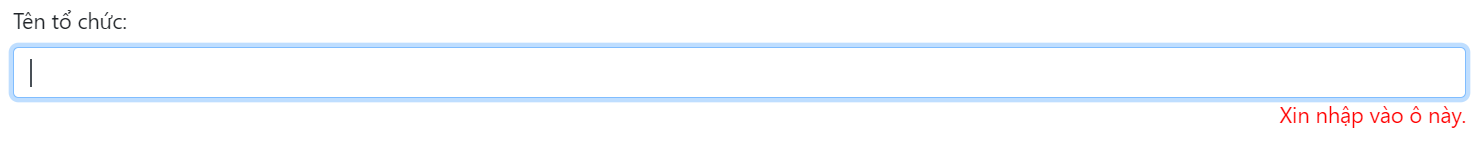 Tên tổ chức:
Xin nhập vào ô này.